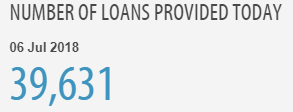 NUMBER OF LOANS PROVIDED TODAY
06 Jul 2018
39,631